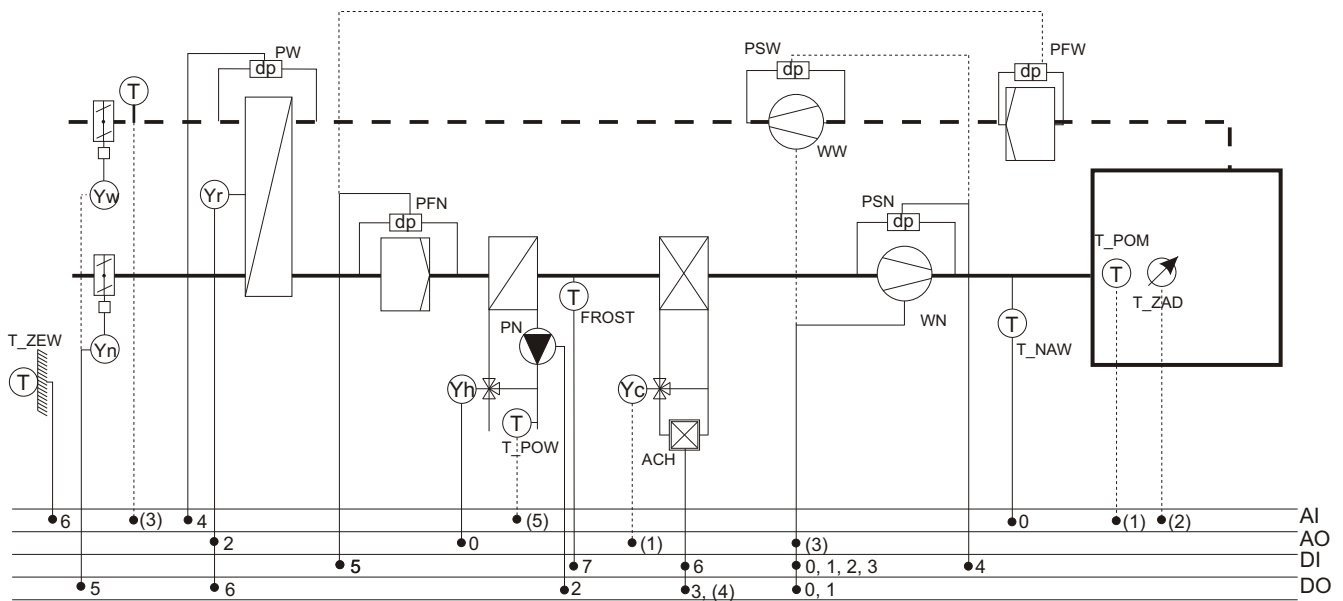 PW
PSW
PFW
dp
dp
dp
T
WW
Yw
Yr
PFN
dp
PSN
dp
T_POM
T
T_ZAD
T
FROST
PN
WN
T
T_NAW
T_ZEW
T
Yn
Yh
Yc
T
T_POW
ACH
6
(3)
4
(5)
0
(1)
(2)
AI
2
0
(1)
(3)
AO
5
7
6
0, 1, 2, 3
4
DI
5
6
2
3, (4)
0, 1
DO